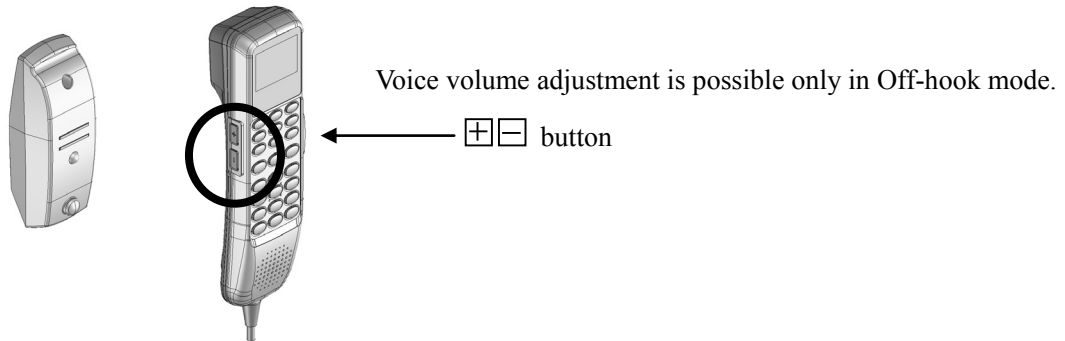 Voice volume adjustment is possible only in Off-hook mode.
⊞⊟ button